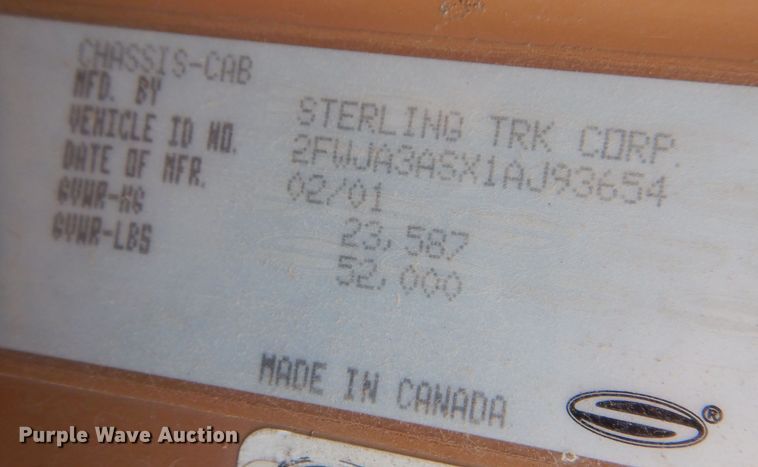 CHASSIS-CAB
MFD. BY STERLING TRK CORP.
VEHICLE ID NO. 2FWJA3ASX1AJ93654
DATE OF MFR. 02/01
GVWR-KG 23,587
GVWR-LBS 52,000
MADE IN CANADA
®
Purple Wave Auction